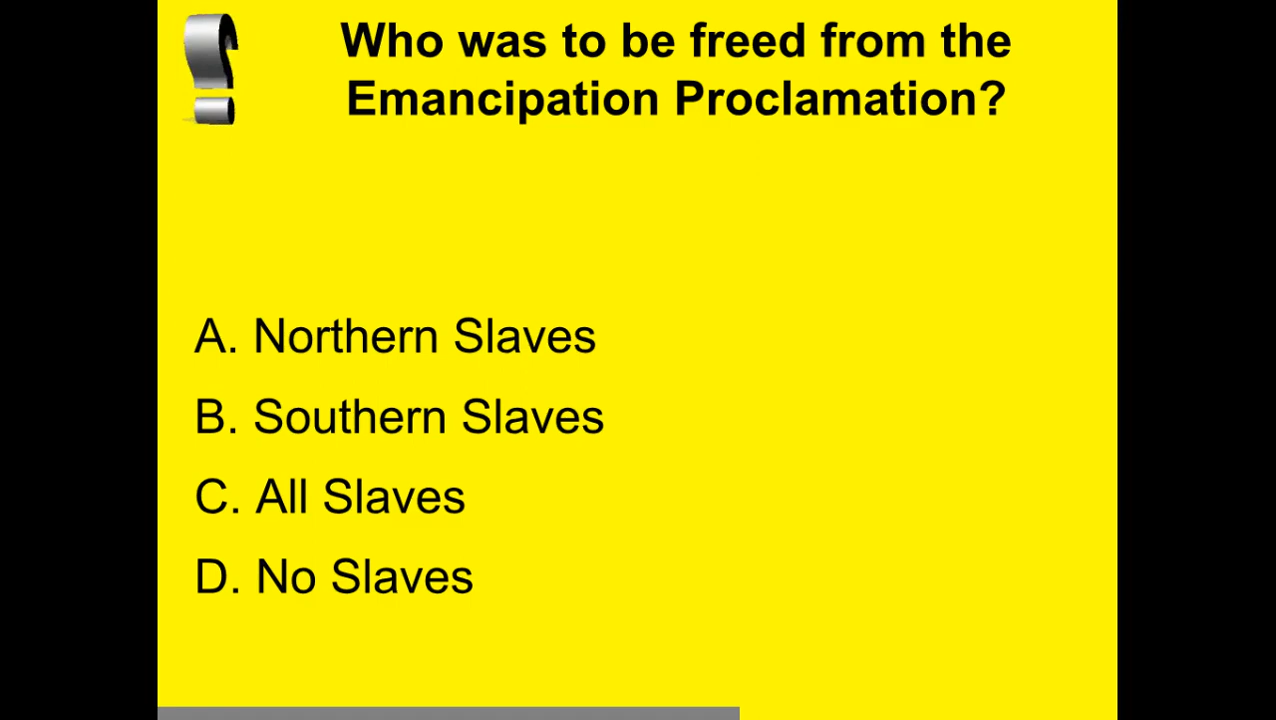 Who was to be freed from the
Emancipation Proclamation?
A. Northern Slaves
B. Southern Slaves
C. All Slaves
D. No Slaves